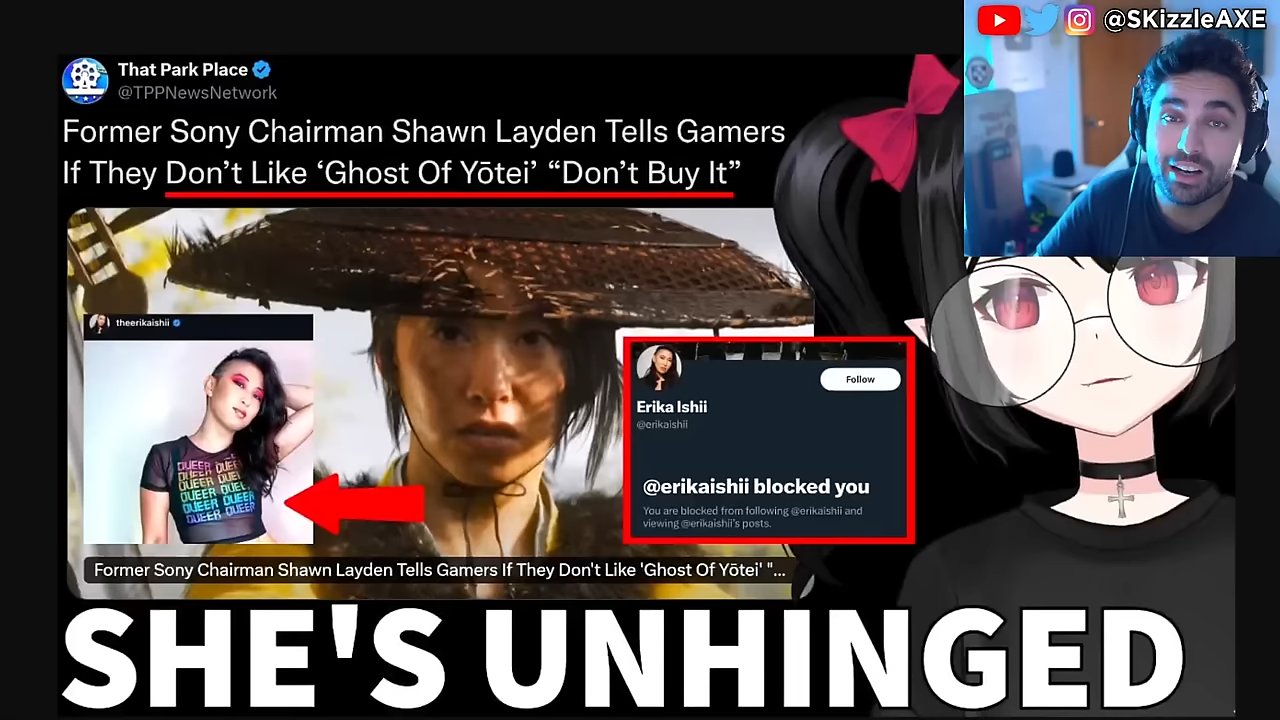 @SKizzleAXE
That Park Place
@TPPNewsNetwork
Former Sony Chairman Shawn Layden Tells Gamers
If They Don’t Like ‘Ghost Of Yōtei’ “Don’t Buy It”
theerikaishii
QUEER QUEER
QUEER QUEER
QUEER QUEER
QUEER QUEER
QUEER QUEER
Follow
Erika Ishii
@erikaishii
@erikaishii blocked you
You are blocked from following @erikaishii and
viewing @erikaishii's posts.
Former Sony Chairman Shawn Layden Tells Gamers If They Don't Like 'Ghost Of Yōtei' "...
SHE'S UNHINGED